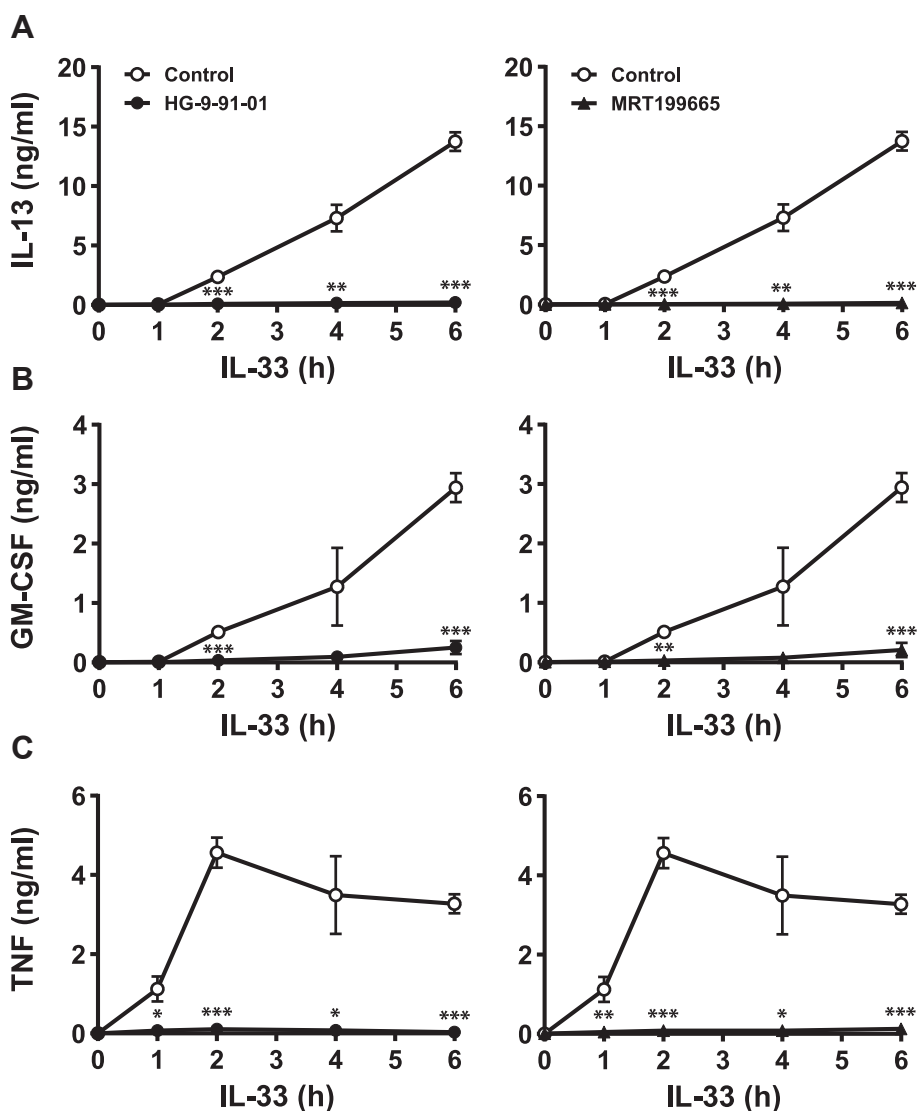 A
IL-13 (ng/ml)
20
15
10
5
0
Control
HG-9-91-01
***
**
***
0 1 2 3 4 5 6
IL-33 (h)
20
15
10
5
0
Control
MRT199665
***
**
***
0 1 2 3 4 5 6
IL-33 (h)
B
GM-CSF (ng/ml)
4
3
2
1
0
***
***
0 1 2 3 4 5 6
IL-33 (h)
4
3
2
1
0
**
***
0 1 2 3 4 5 6
IL-33 (h)
C
TNF (ng/ml)
6
4
2
0
*
***
*
***
0 1 2 3 4 5 6
IL-33 (h)
6
4
2
0
**
***
*
***
0 1 2 3 4 5 6
IL-33 (h)